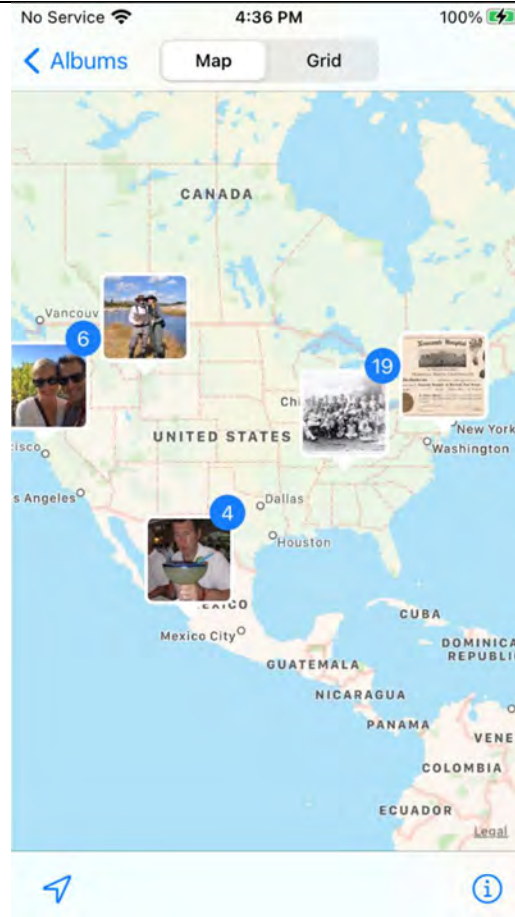 No Service 4:36 PM 100%
Albums Map Grid
CANADA
Vancouv
6
19
Chi
New York
UNITED STATES
Washington
isco
s Angeles
4
Dallas
Houston
Mexico City
CUBA
DOMINICA
REPUBLI
GUATEMALA
NICARAGUA
PANAMA
VENE
COLOMBIA
ECUADOR
Legal